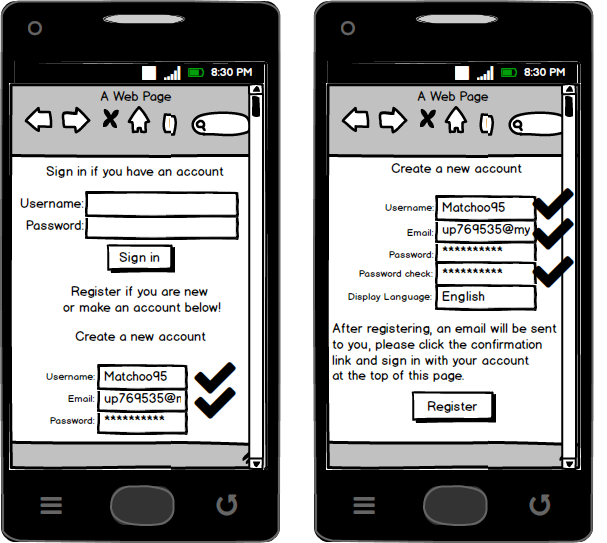 8:30 PM
A Web Page
Sign in if you have an account
Username:
Password:
Sign in
Register if you are new
or make an account below!
Create a new account
Username: Matchoo95
Email: up769535@m
Password: **********
8:30 PM
A Web Page
Create a new account
Username: Matchoo95
Email: up769535@my
Password: **********
Password check: **********
Display Language: English
After registering, an email will be sent
to you, please click the confirmation
link and sign in with your account
at the top of this page.
Register